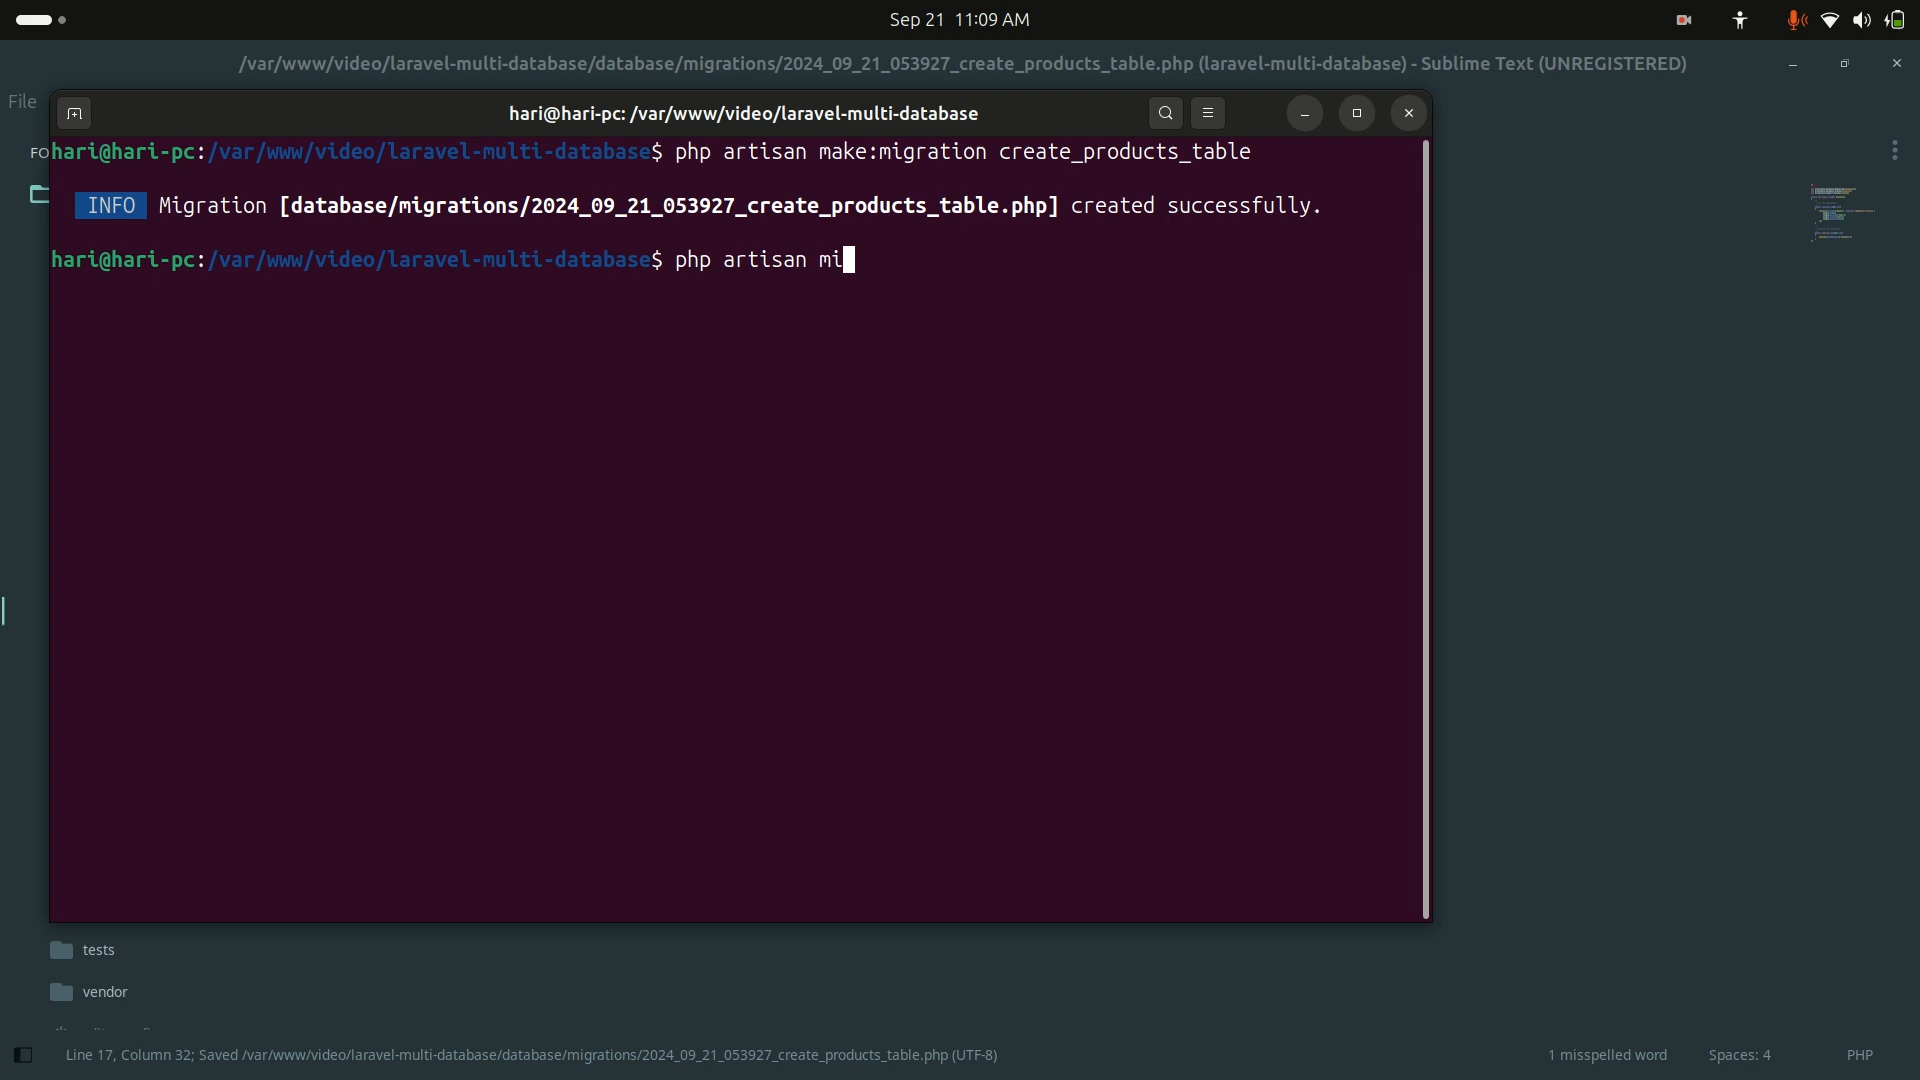 Sep 21 11:09 AM
/var/www/video/laravel-multi-database/database/migrations/2024_09_21_053927_create_products_table.php (laravel-multi-database) - Sublime Text (UNREGISTERED)
File
hari@hari-pc: /var/www/video/laravel-multi-database
FO
hari@hari-pc:/var/www/video/laravel-multi-database$ php artisan make:migration create_products_table
INFO Migration [database/migrations/2024_09_21_053927_create_products_table.php] created successfully.
hari@hari-pc:/var/www/video/laravel-multi-database$ php artisan mi
tests
vendor
Line 17, Column 32; Saved /var/www/video/laravel-multi-database/database/migrations/2024_09_21_053927_create_products_table.php (UTF-8)
1 misspelled word
Spaces: 4
PHP